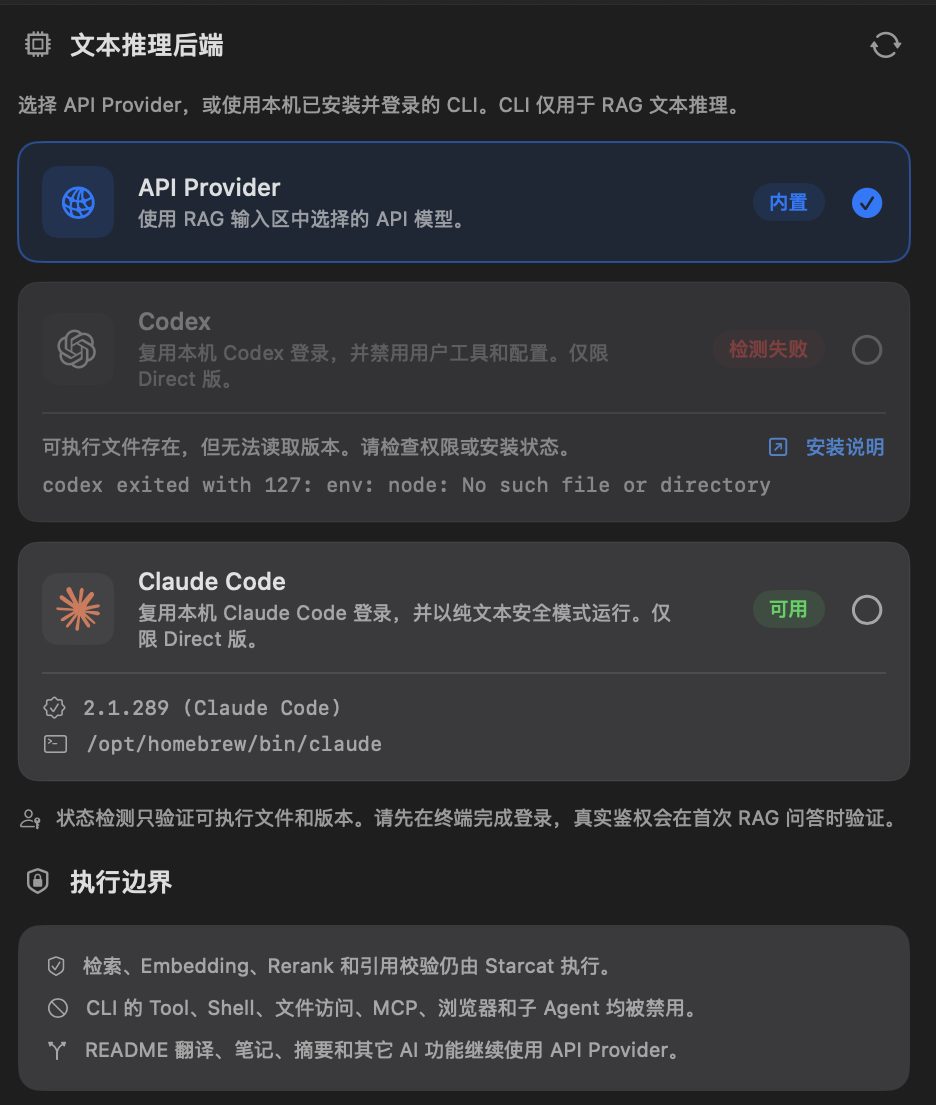 文本推理后端
选择 API Provider，或使用本机已安装并登录的 CLI。CLI 仅用于 RAG 文本推理。
API Provider
使用 RAG 输入区中选择的 API 模型。
内置
Codex
复用本机 Codex 登录，并禁用用户工具和配置。仅限
Direct 版。
检测失败
可执行文件存在，但无法读取版本。请检查权限或安装状态。
安装说明
codex exited with 127: env: node: No such file or directory
Claude Code
复用本机 Claude Code 登录，并以纯文本安全模式运行。仅
限 Direct 版。
可用
2.1.289 (Claude Code)
/opt/homebrew/bin/claude
状态检测只验证可执行文件和版本。请先在终端完成登录，真实鉴权会在首次 RAG 问答时验证。
执行边界
检索、Embedding、Rerank 和引用校验仍由 Starcat 执行。
CLI 的 Tool、Shell、文件访问、MCP、浏览器和子 Agent 均被禁用。
README 翻译、笔记、摘要和其它 AI 功能继续使用 API Provider。